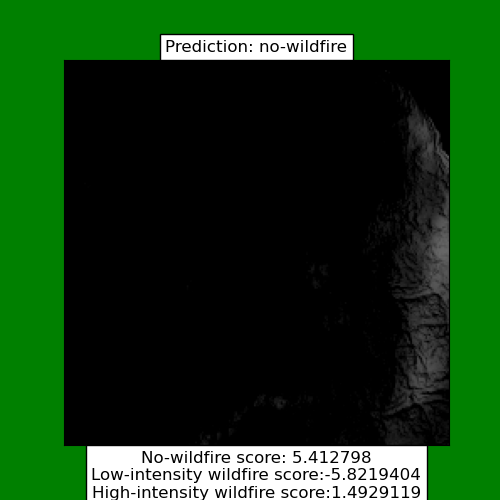 Prediction: no-wildfire
No-wildfire score: 5.412798
Low-intensity wildfire score:-5.8219404
High-intensity wildfire score:1.4929119